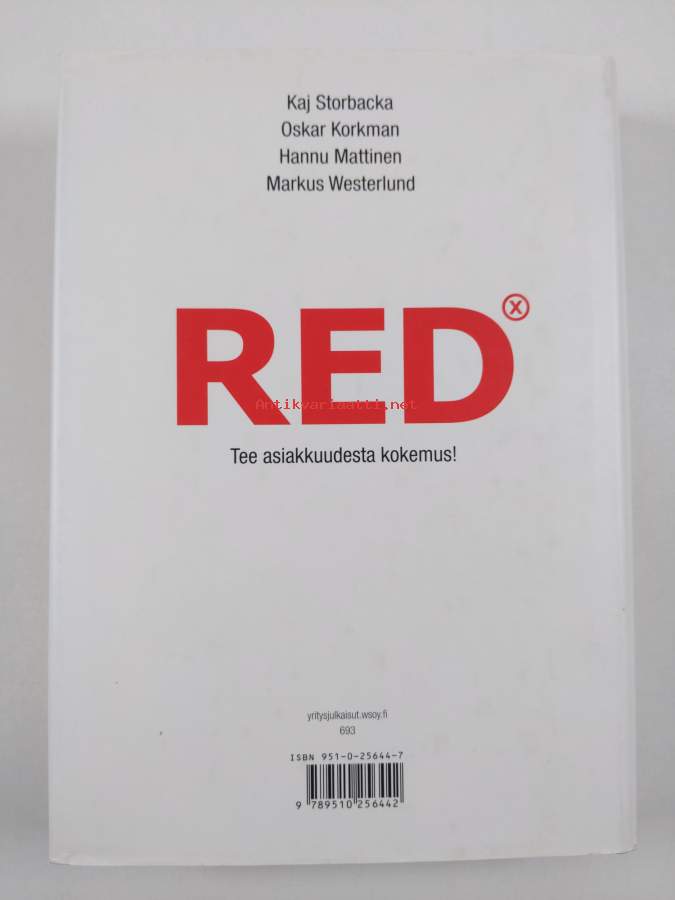 Kaj Storbacka
Oskar Korkman
Hannu Mattinen
Markus Westerlund
RED ⓧ
Antikvariaatti.net
Tee asiakkuudesta kokemus!
yritysjulkaisut.wsoy.fi
693
ISBN 951-0-25644-7
9 789510 256442